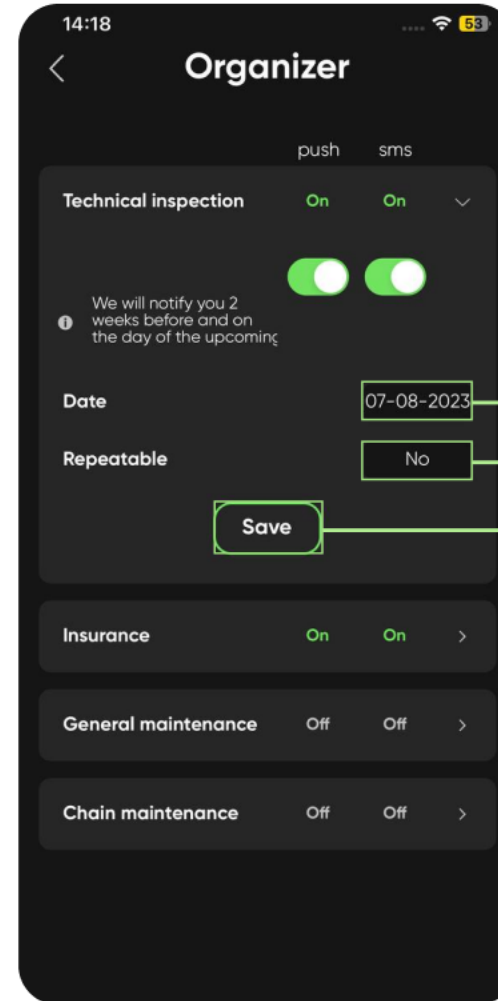 14:18
53
Organizer
push sms
Technical inspection On On
We will notify you 2
weeks before and on
the day of the upcoming
Date 07-08-2023
Repeatable No
Save
Insurance On On
General maintenance Off Off
Chain maintenance Off Off